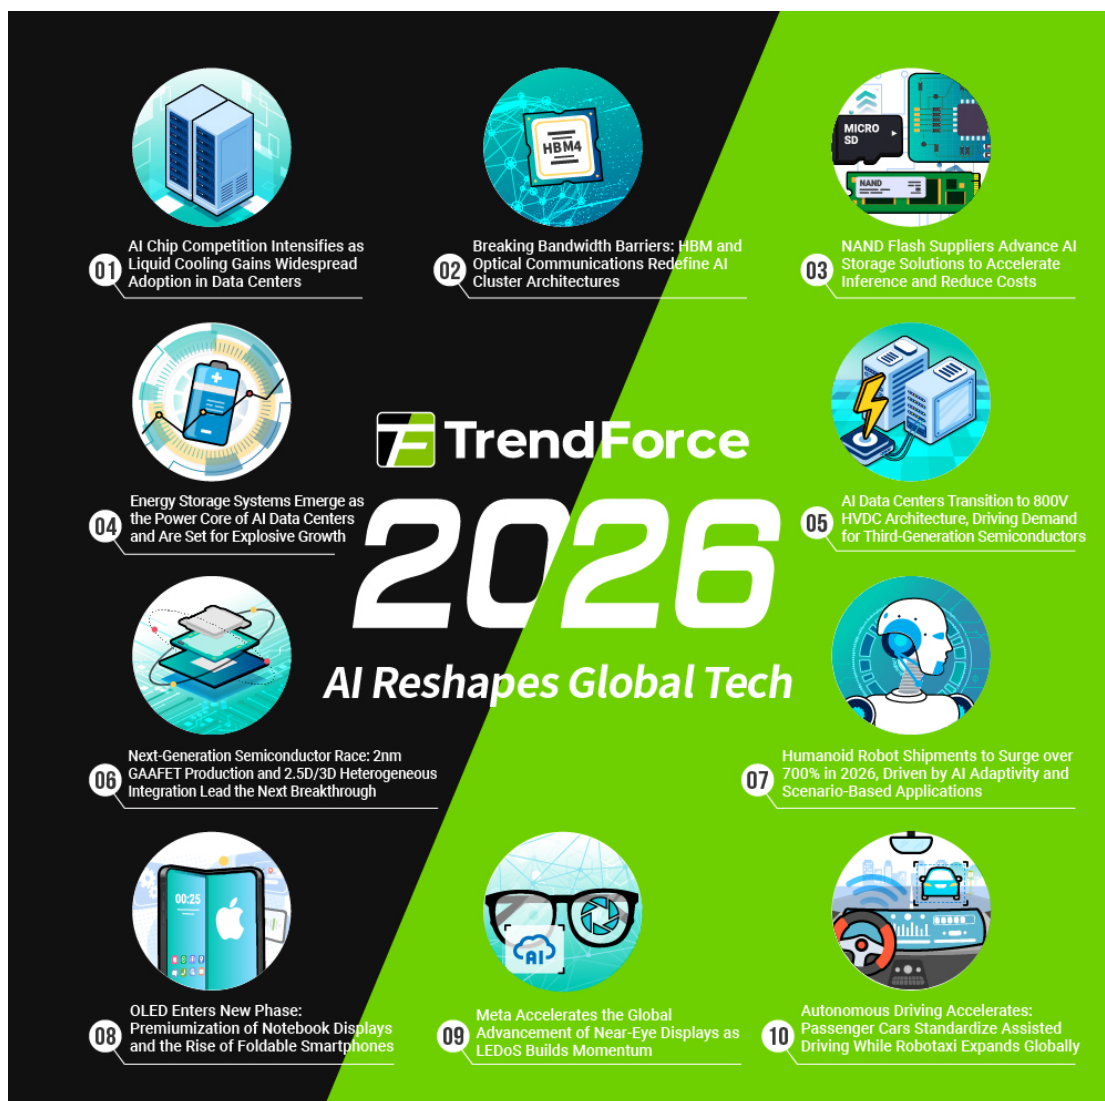 HBM4
MICRO
SD
NAND
01
AI Chip Competition Intensifies as
Liquid Cooling Gains Widespread
Adoption in Data Centers
02
Breaking Bandwidth Barriers: HBM and
Optical Communications Redefine AI
Cluster Architectures
03
NAND Flash Suppliers Advance AI
Storage Solutions to Accelerate
Inference and Reduce Costs
TF TrendForce
2026
AI Reshapes Global Tech
04
Energy Storage Systems Emerge as
the Power Core of AI Data Centers
and Are Set for Explosive Growth
05
AI Data Centers Transition to 800V
HVDC Architecture, Driving Demand
for Third-Generation Semiconductors
06
Next-Generation Semiconductor Race: 2nm
GAAFET Production and 2.5D/3D Heterogeneous
Integration Lead the Next Breakthrough
07
Humanoid Robot Shipments to Surge over
700% in 2026, Driven by AI Adaptivity and
Scenario-Based Applications
00:25
AI
08
OLED Enters New Phase:
Premiumization of Notebook Displays
and the Rise of Foldable Smartphones
09
Meta Accelerates the Global
Advancement of Near-Eye Displays as
LEDoS Builds Momentum
10
Autonomous Driving Accelerates:
Passenger Cars Standardize Assisted
Driving While Robotaxi Expands Globally